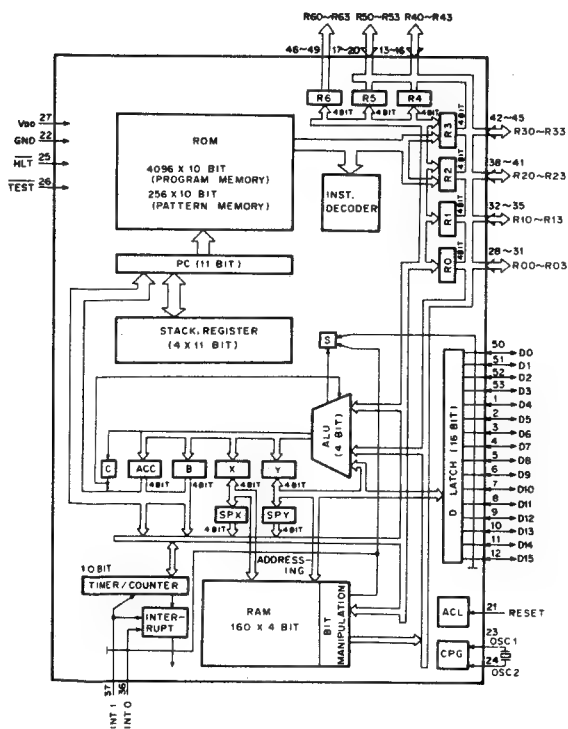 R60~R63 R50~R53 R40~R43
46~49 17~20 13~16
R6 R5 R4
4BIT 4BIT 4BIT
VDD 27
GND 22
HLT 25
TEST 26
ROM
4096 X 10 BIT
(PROGRAM MEMORY)
256 X 10 BIT
(PATTERN MEMORY)
INST.
DECODER
R3 4BIT 42~45 R30~R33
R2 4BIT 38~41 R20~R23
R1 4BIT 32~35 R10~R13
R0 4BIT 28~31 R00~R03
PC (11 BIT)
STACK.REGISTER
(4 X 11 BIT)
S
ALU
(4 BIT)
D LATCH (16 BIT)
50 D0
51 D1
52 D2
53 D3
1 D4
2 D5
3 D6
4 D7
5 D8
6 D9
7 D10
8 D11
9 D12
10 D13
11 D14
12 D15
C ACC B X Y
4BIT 4BIT 4BIT 4BIT
SPX SPY
4BIT 4BIT
ADDRESS-
ING
10BIT
TIMER/COUNTER
INTER-
RUPT
RAM
160 X 4 BIT
BIT
MANIPULATION
ACL 21 RESET
CPG 23 OSC1
24 OSC2
37 36
INT1 INT0